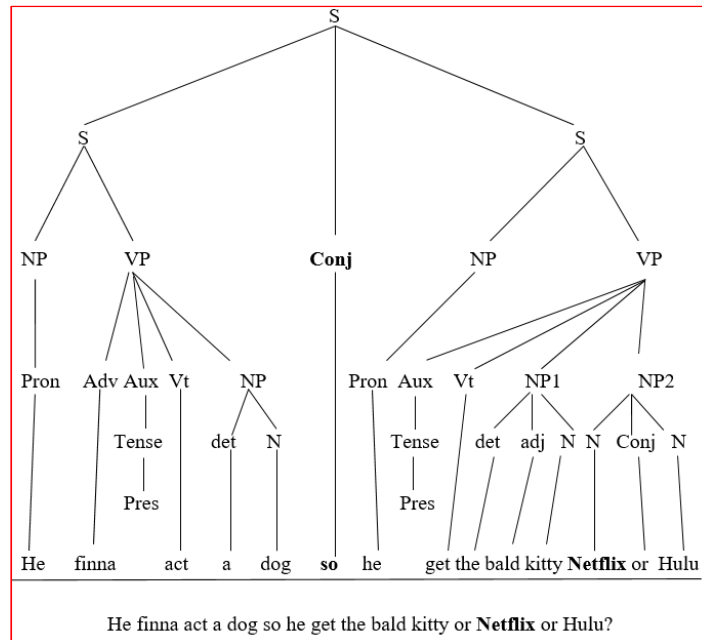 S
S S
NP VP Conj NP VP
Pron Adv Aux Vt NP Pron Aux Vt NP1 NP2
Tense det N Tense det adj N N Conj N
Pres Pres
He finna act a dog so he get the bald kitty Netflix or Hulu
He finna act a dog so he get the bald kitty or Netflix or Hulu?